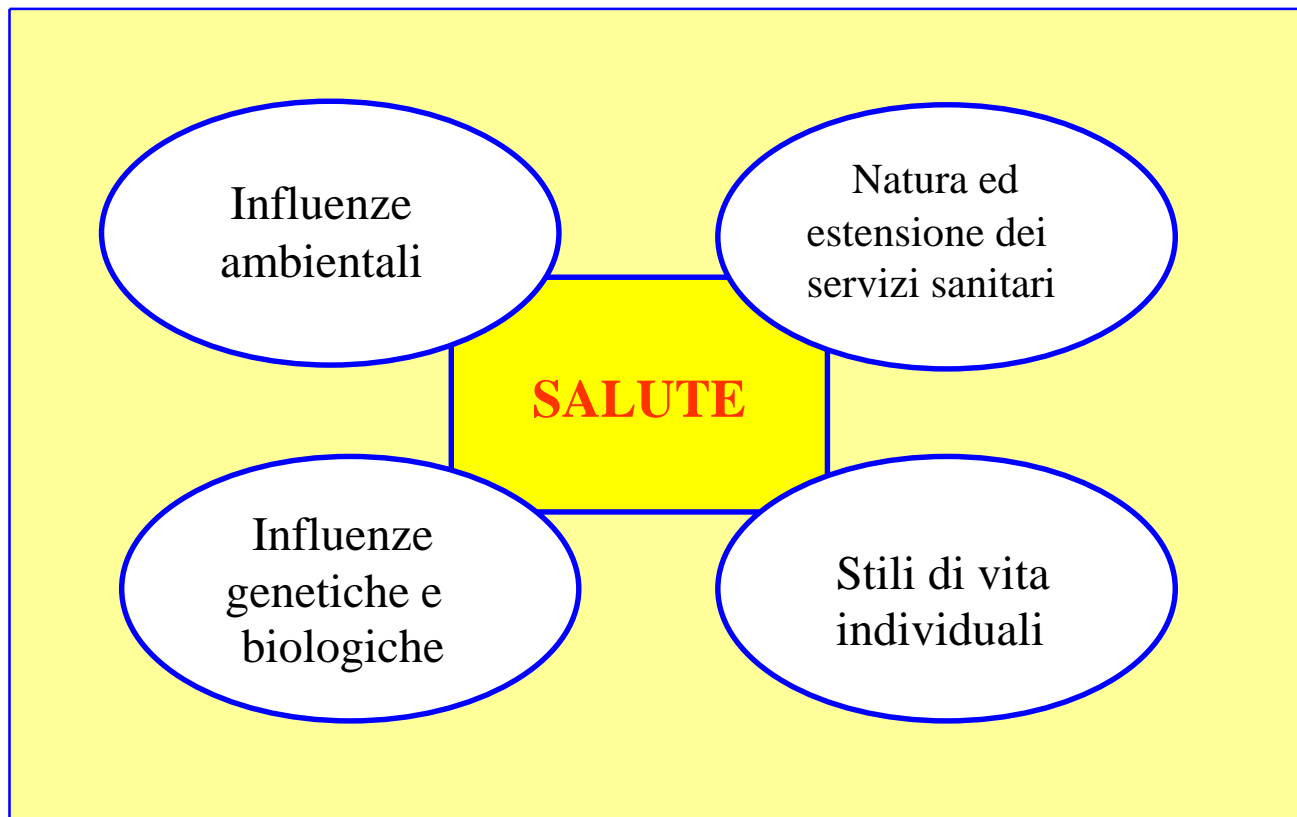 Influenze
ambientali
Natura ed
estensione dei
servizi sanitari
SALUTE
Influenze
genetiche e
biologiche
Stili di vita
individuali